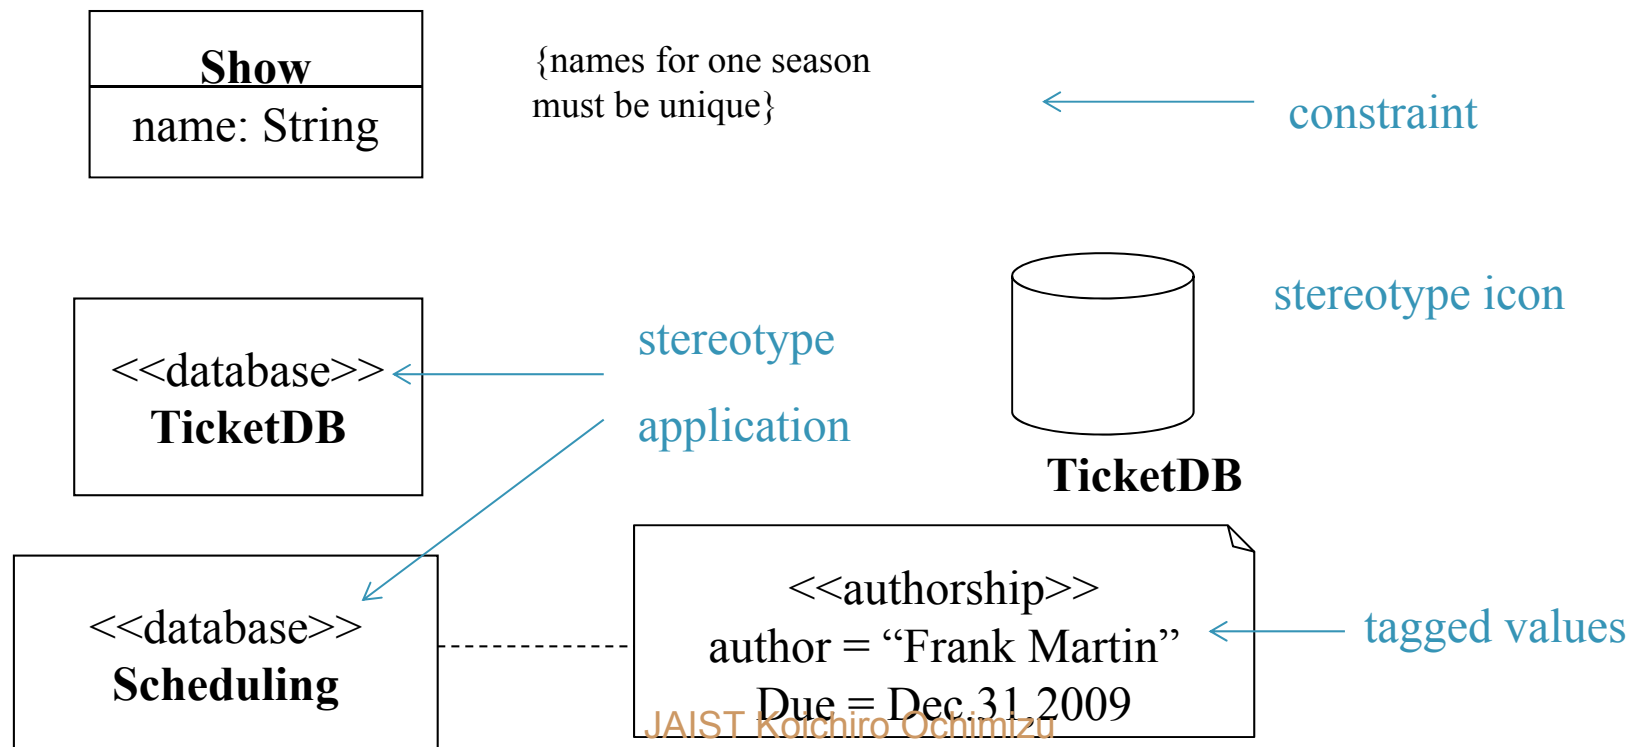 Show
name: String
{names for one season
must be unique}
constraint
<<database>>
TicketDB
stereotype
application
stereotype icon
TicketDB
<<database>>
Scheduling
<<authorship>>
author = “Frank Martin”
Due = Dec.31,2009
tagged values
JAIST Koichiro Ochimizu